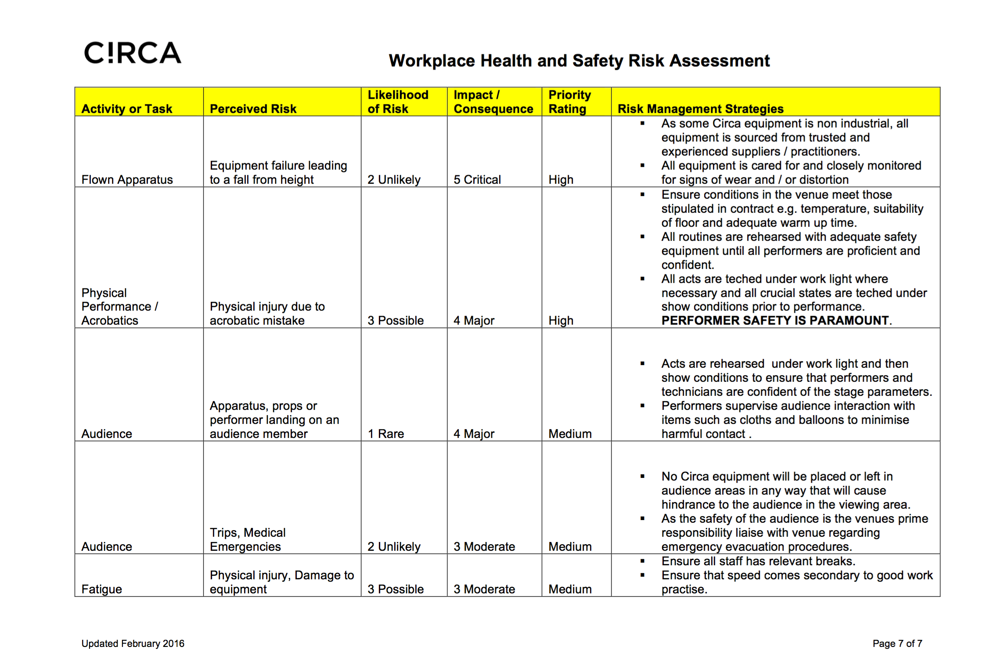 C!RCA
Workplace Health and Safety Risk Assessment
Activity or Task
Perceived Risk
Likelihood
of Risk
Impact /
Consequence
Priority
Rating
Risk Management Strategies
Flown Apparatus
Equipment failure leading
to a fall from height
2 Unlikely
5 Critical
High
▪ As some Circa equipment is non industrial, all
equipment is sourced from trusted and
experienced suppliers / practitioners.
▪ All equipment is cared for and closely monitored
for signs of wear and / or distortion
Physical
Performance /
Acrobatics
Physical injury due to
acrobatic mistake
3 Possible
4 Major
High
▪ Ensure conditions in the venue meet those
stipulated in contract e.g. temperature, suitability
of floor and adequate warm up time.
▪ All routines are rehearsed with adequate safety
equipment until all performers are proficient and
confident.
▪ All acts are teched under work light where
necessary and all crucial states are teched under
show conditions prior to performance.
PERFORMER SAFETY IS PARAMOUNT.
Audience
Apparatus, props or
performer landing on an
audience member
1 Rare
4 Major
Medium
▪ Acts are rehearsed  under work light and then
show conditions to ensure that performers and
technicians are confident of the stage parameters.
▪ Performers supervise audience interaction with
items such as cloths and balloons to minimise
harmful contact .
Audience
Trips, Medical
Emergencies
2 Unlikely
3 Moderate
Medium
▪ No Circa equipment will be placed or left in
audience areas in any way that will cause
hindrance to the audience in the viewing area.
▪ As the safety of the audience is the venues prime
responsibility liaise with venue regarding
emergency evacuation procedures.
Fatigue
Physical injury, Damage to
equipment
3 Possible
3 Moderate
Medium
▪ Ensure all staff has relevant breaks.
▪ Ensure that speed comes secondary to good work
practise.
Updated February 2016
Page 7 of 7